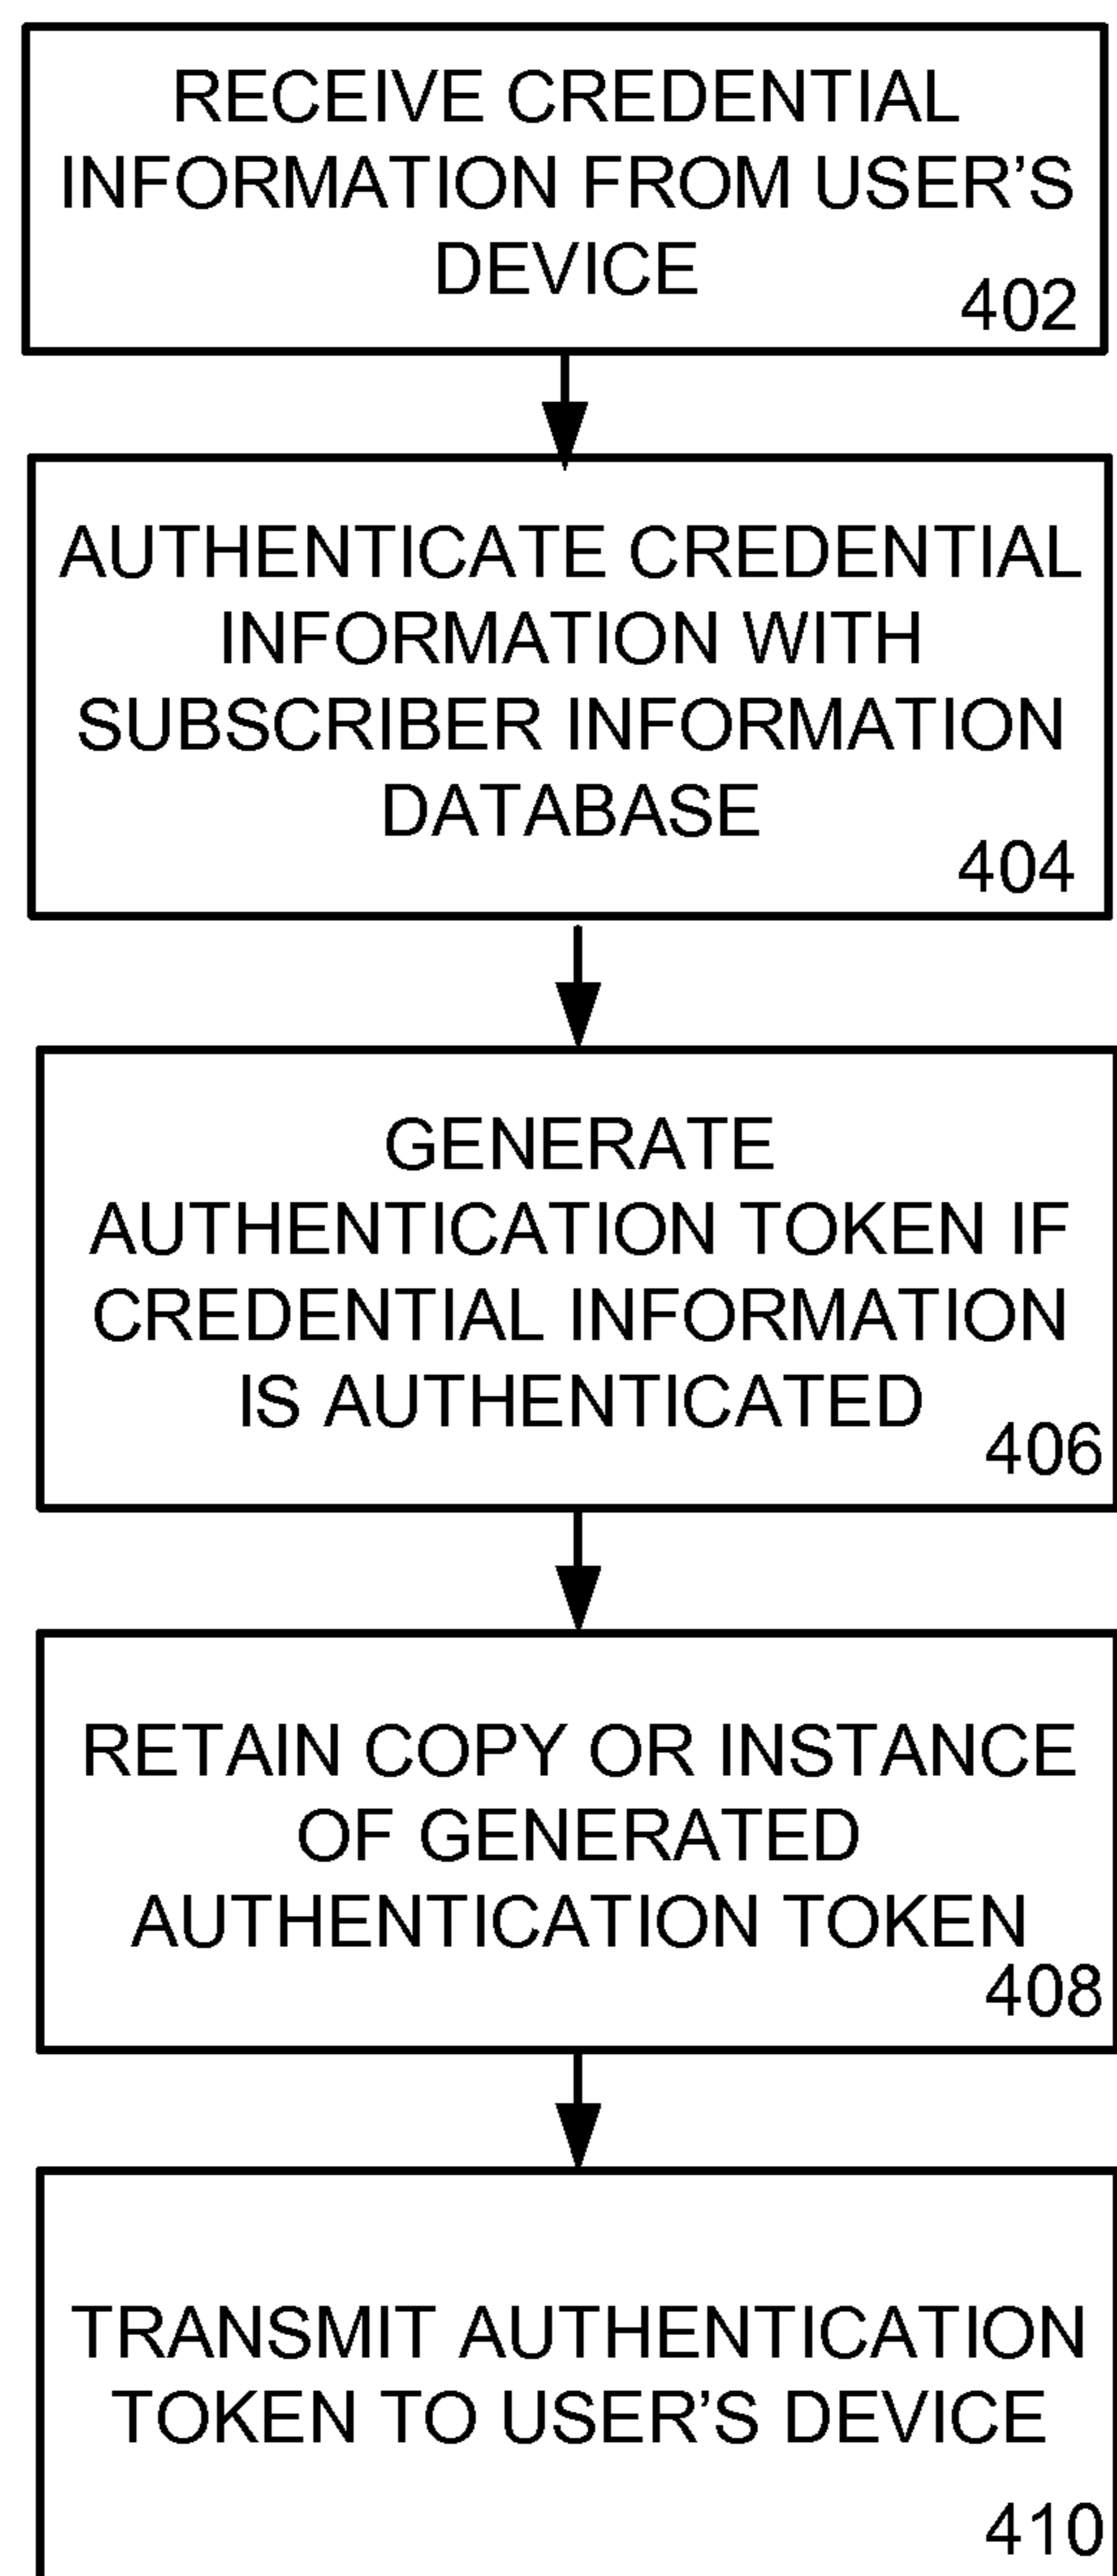 RECEIVE CREDENTIAL
INFORMATION FROM USER’S
DEVICE
402
AUTHENTICATE CREDENTIAL
INFORMATION WITH
SUBSCRIBER INFORMATION
DATABASE
404
GENERATE
AUTHENTICATION TOKEN IF
CREDENTIAL INFORMATION
IS AUTHENTICATED
406
RETAIN COPY OR INSTANCE
OF GENERATED
AUTHENTICATION TOKEN
408
TRANSMIT AUTHENTICATION
TOKEN TO USER’S DEVICE
410